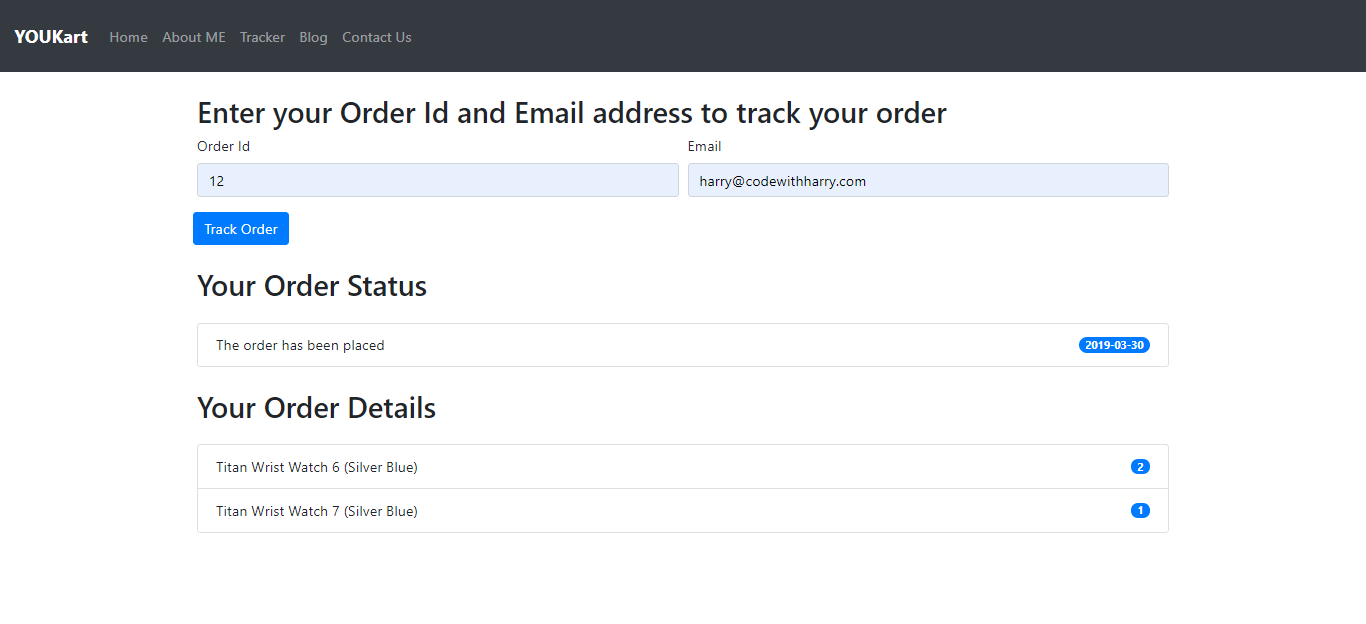 YOUKart Home About ME Tracker Blog Contact Us
Enter your Order Id and Email address to track your order
Order Id Email
12 harry@codewithharry.com
Track Order
Your Order Status
The order has been placed 2019-03-30
Your Order Details
Titan Wrist Watch 6 (Silver Blue) 2
Titan Wrist Watch 7 (Silver Blue) 1